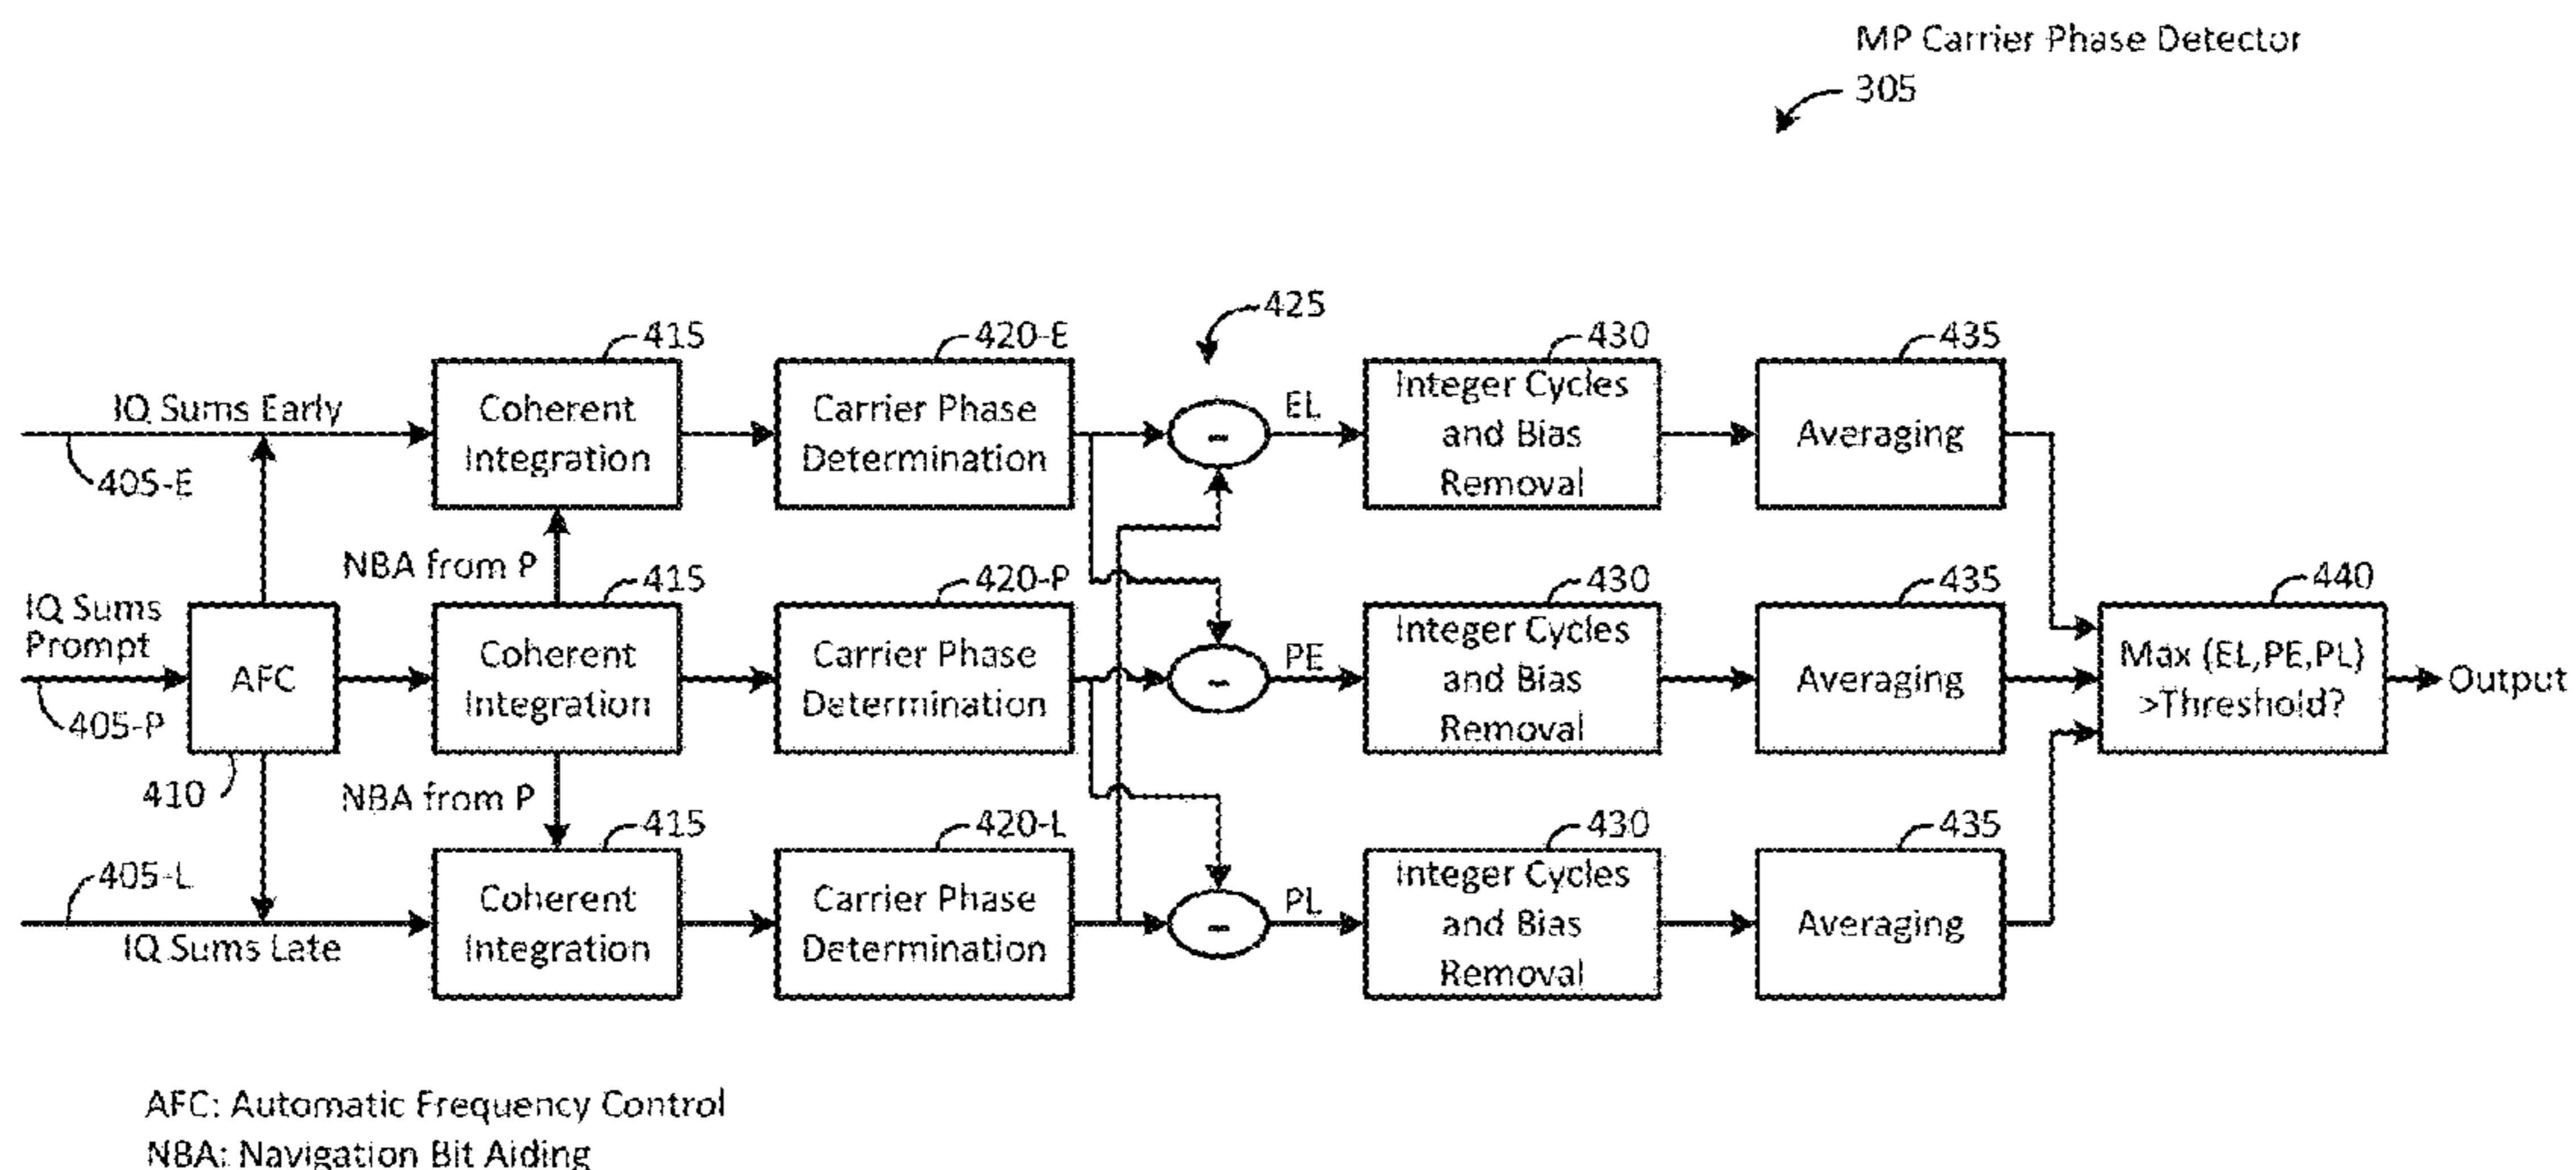 MP Carrier Phase Detector
305
425
415
420-E
430
435
IQ Sums Early
405-E
Coherent
Integration
Carrier Phase
Determination
-
EL
Integer Cycles
and Bias
Removal
Averaging
NBA from P
415
420-P
430
435
440
IQ Sums
Prompt
405-P
AFC
410
Coherent
Integration
Carrier Phase
Determination
-
PE
Integer Cycles
and Bias
Removal
Averaging
Max (EL,PE,PL)
>Threshold?
Output
NBA from P
415
420-L
430
435
405-L
IQ Sums Late
Coherent
Integration
Carrier Phase
Determination
-
PL
Integer Cycles
and Bias
Removal
Averaging
AFC: Automatic Frequency Control
NBA: Navigation Bit Aiding